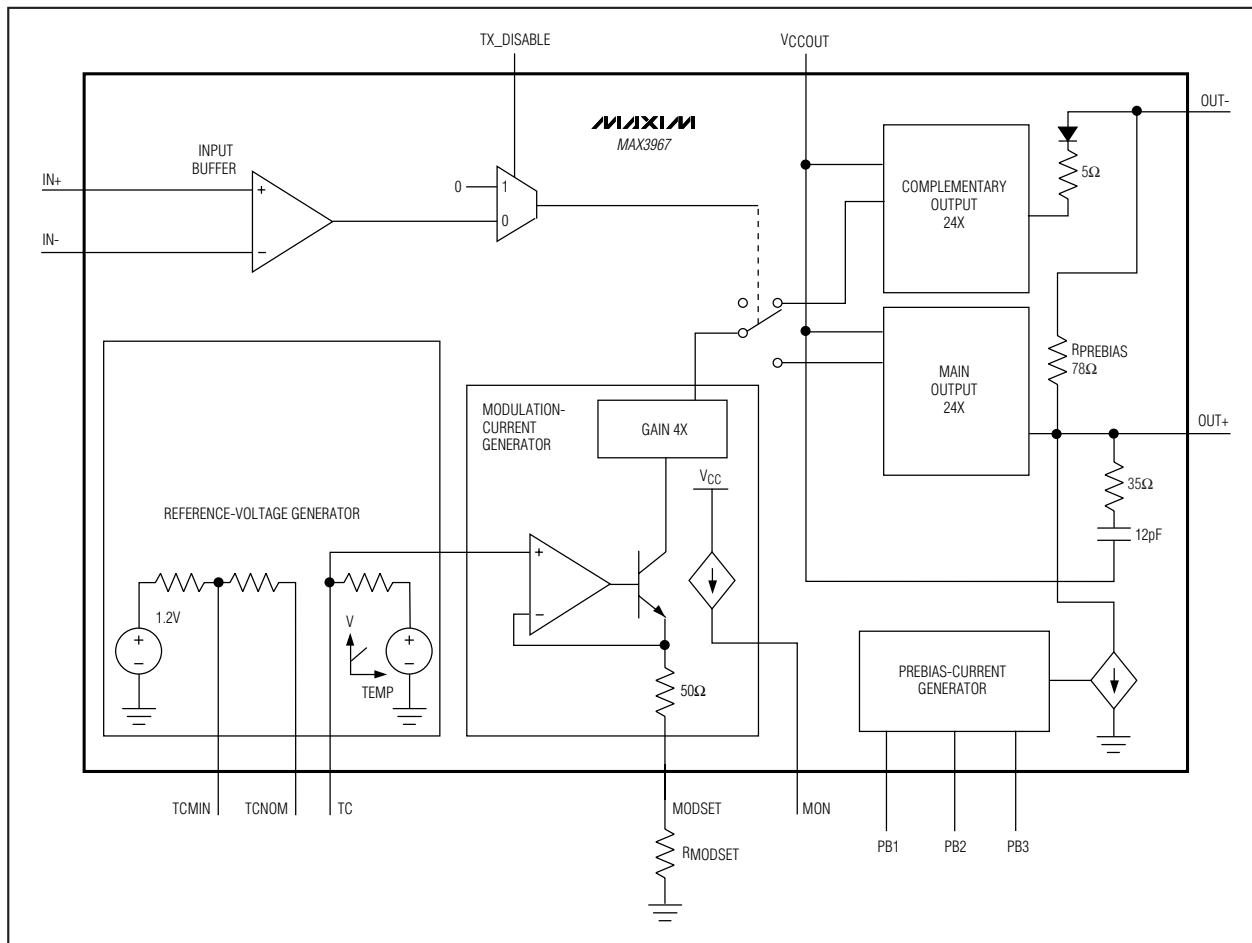 TX_DISABLE
VCCOUT
OUT-
MAXIM
MAX3967
INPUT
BUFFER
IN+
IN-
+
−
0
1
0
COMPLEMENTARY
OUTPUT
24X
5Ω
MAIN
OUTPUT
24X
RPREBIAS
78Ω
OUT+
35Ω
12pF
MODULATION-
CURRENT
GENERATOR
GAIN 4X
VCC
REFERENCE-VOLTAGE GENERATOR
1.2V
+
−
V
TEMP
+
−
+
−
50Ω
PREBIAS-CURRENT
GENERATOR
TCMIN
TCNOM
TC
MODSET
MON
RMODSET
PB1
PB2
PB3